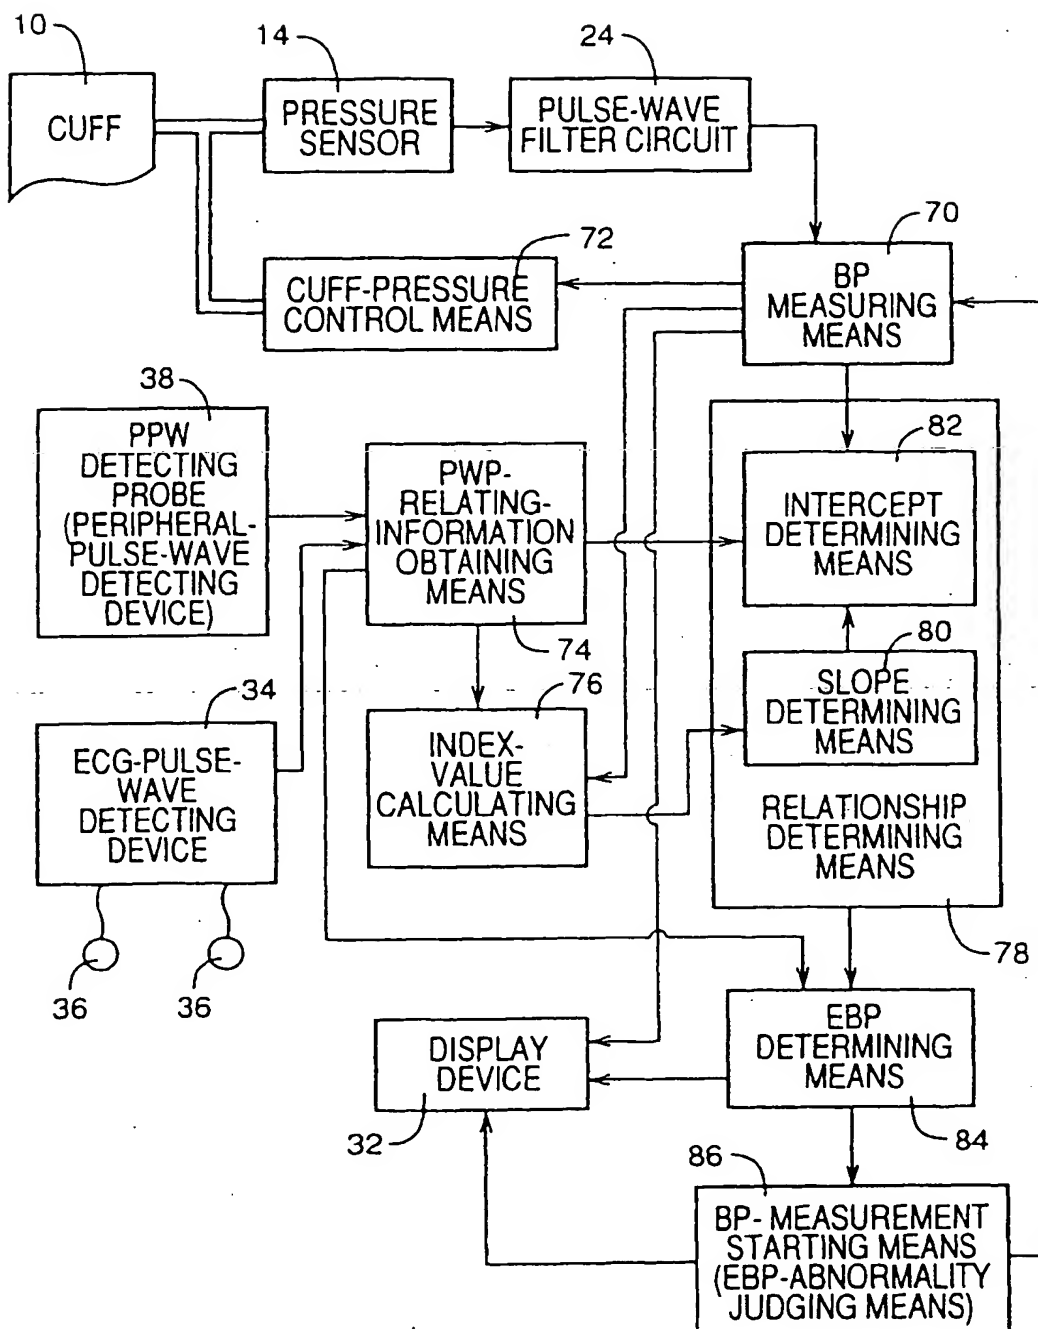 10
14
24
CUFF
PRESSURE
SENSOR
PULSE-WAVE
FILTER CIRCUIT
72
70
CUFF-PRESSURE
CONTROL MEANS
BP
MEASURING
MEANS
38
PPW
DETECTING
PROBE
(PERIPHERAL-
PULSE-WAVE
DETECTING
DEVICE)
PWP-
RELATING-
INFORMATION
OBTAINING
MEANS
74
82
INTERCEPT
DETERMINING
MEANS
80
SLOPE
DETERMINING
MEANS
RELATIONSHIP
DETERMINING
MEANS
78
34
ECG-PULSE-
WAVE
DETECTING
DEVICE
36
36
76
INDEX-
VALUE
CALCULATING
MEANS
DISPLAY
DEVICE
32
EBP
DETERMINING
MEANS
84
86
BP- MEASUREMENT
STARTING MEANS
(EBP-ABNORMALITY
JUDGING MEANS)